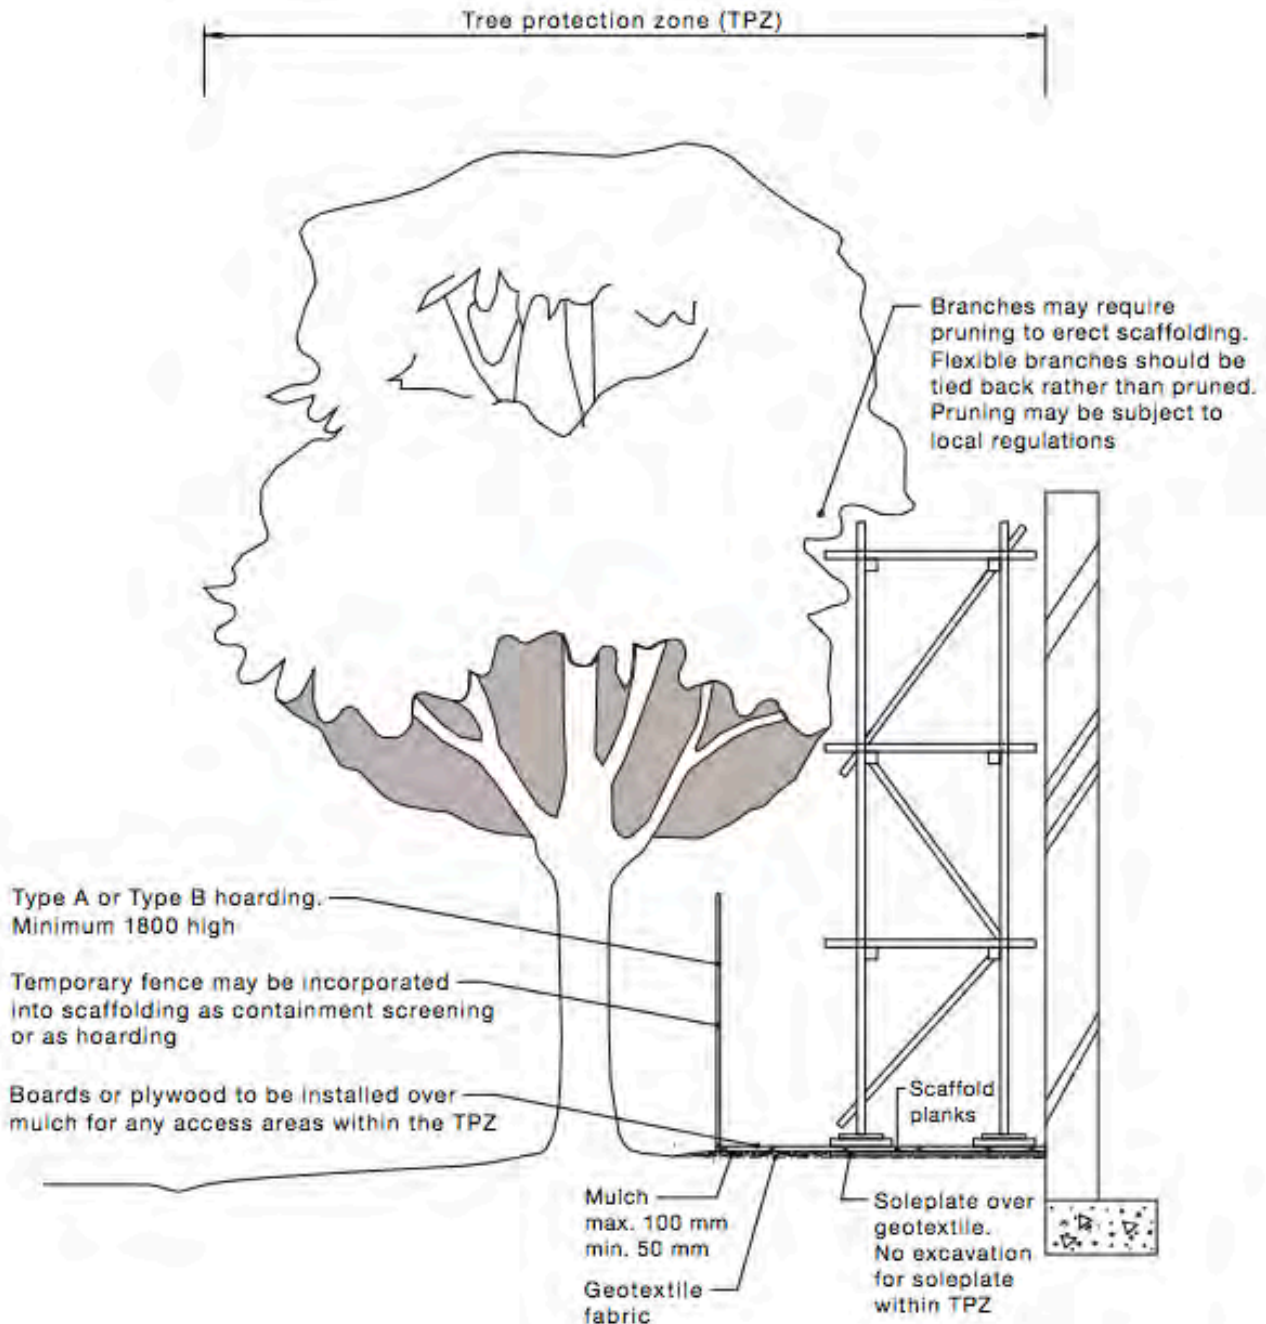 Tree protection zone (TPZ)
Branches may require
pruning to erect scaffolding.
Flexible branches should be
tied back rather than pruned.
Pruning may be subject to
local regulations
Type A or Type B hoarding.
Minimum 1800 high
Temporary fence may be incorporated
into scaffolding as containment screening
or as hoarding
Boards or plywood to be installed over
mulch for any access areas within the TPZ
Scaffold
planks
Mulch
max. 100 mm
min. 50 mm
Geotextile
fabric
Soleplate over
geotextile.
No excavation
for soleplate
within TPZ